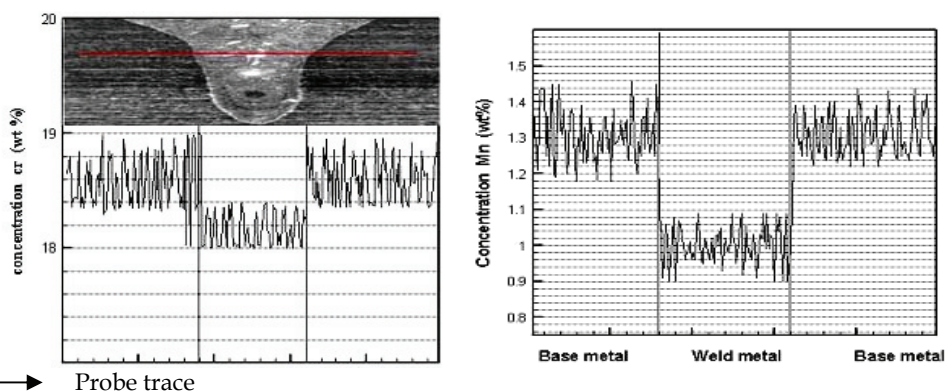 20
19
18
concentration cr (wt %)
Probe trace
1.5
1.4
1.3
1.2
1.1
1
0.9
0.8
Concentration Mn (wt%)
Base metal Weld metal Base metal